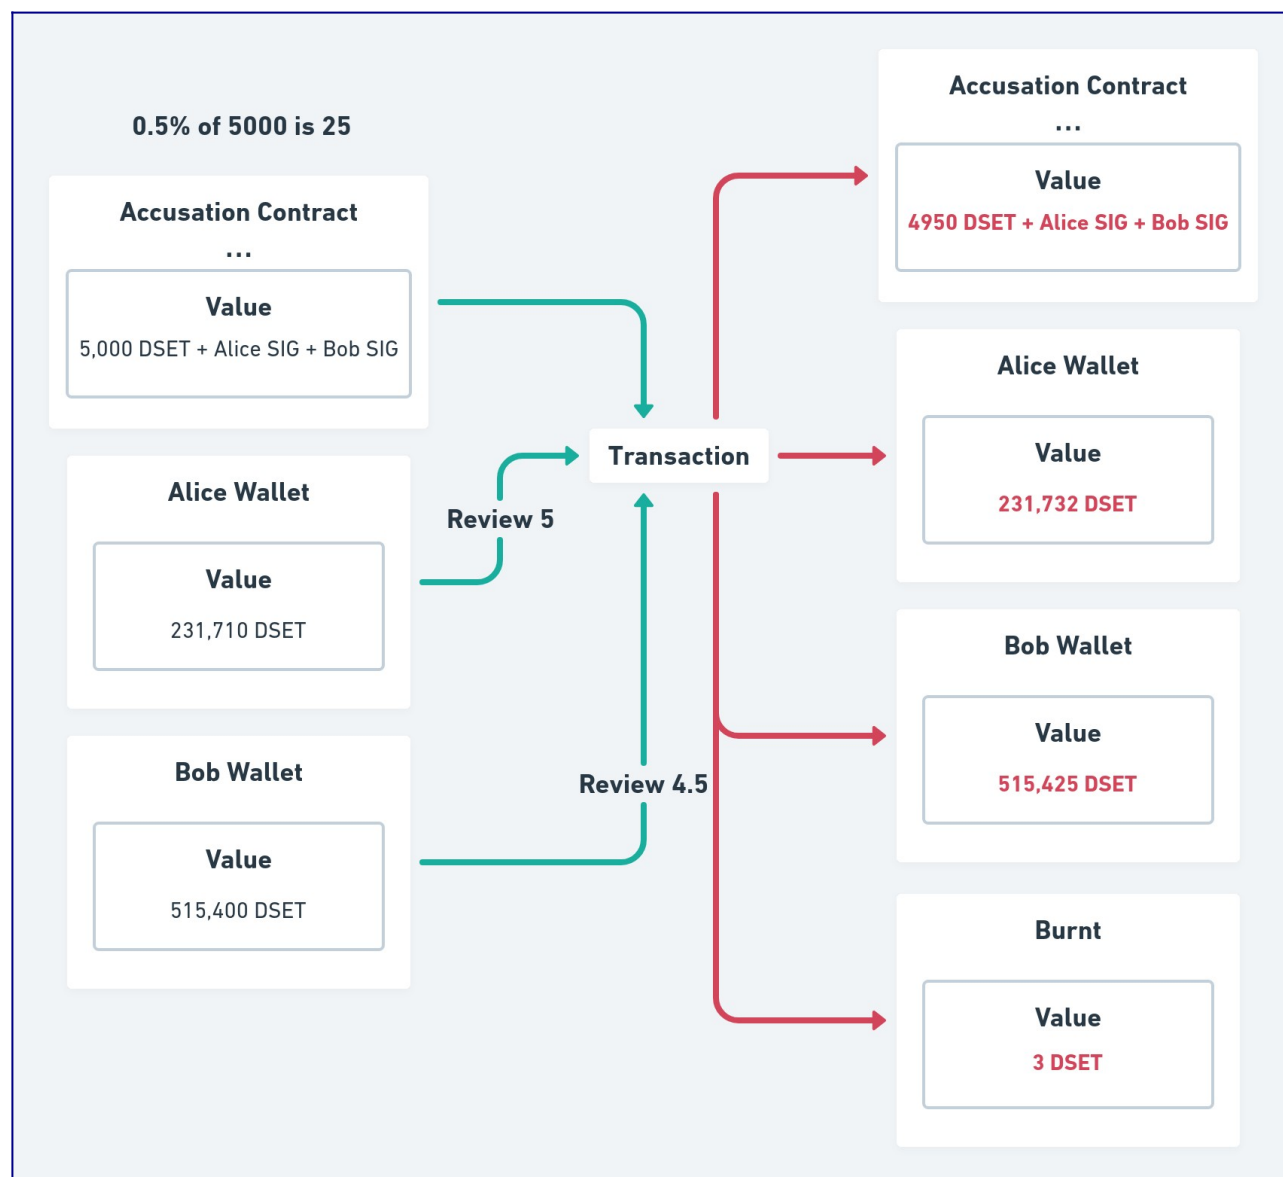 0.5% of 5000 is 25
Accusation Contract
...
Value
5,000 DSET + Alice SIG + Bob SIG
Alice Wallet
Value
231,710 DSET
Bob Wallet
Value
515,400 DSET
Review 5
Review 4.5
Transaction
Accusation Contract
...
Value
4950 DSET + Alice SIG + Bob SIG
Alice Wallet
Value
231,732 DSET
Bob Wallet
Value
515,425 DSET
Burnt
Value
3 DSET